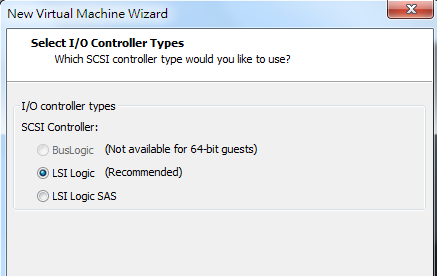 New Virtual Machine Wizard
Select I/O Controller Types
Which SCSI controller type would you like to use?
I/O controller types
SCSI Controller:
BusLogic (Not available for 64-bit guests)
LSI Logic (Recommended)
LSI Logic SAS